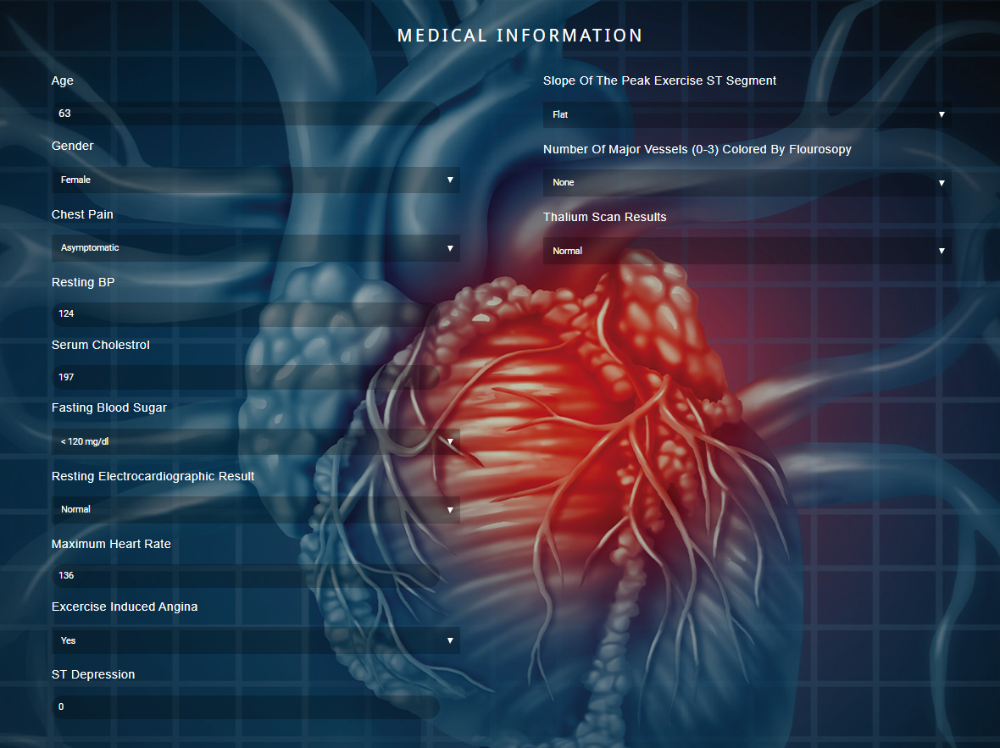 MEDICAL INFORMATION
Age
63
Gender
Female
Chest Pain
Asymptomatic
Resting BP
124
Serum Cholestrol
197
Fasting Blood Sugar
< 120 mg/dl
Resting Electrocardiographic Result
Normal
Maximum Heart Rate
136
Excercise Induced Angina
Yes
ST Depression
0
Slope Of The Peak Exercise ST Segment
Flat
Number Of Major Vessels (0-3) Colored By Flourosopy
None
Thalium Scan Results
Normal